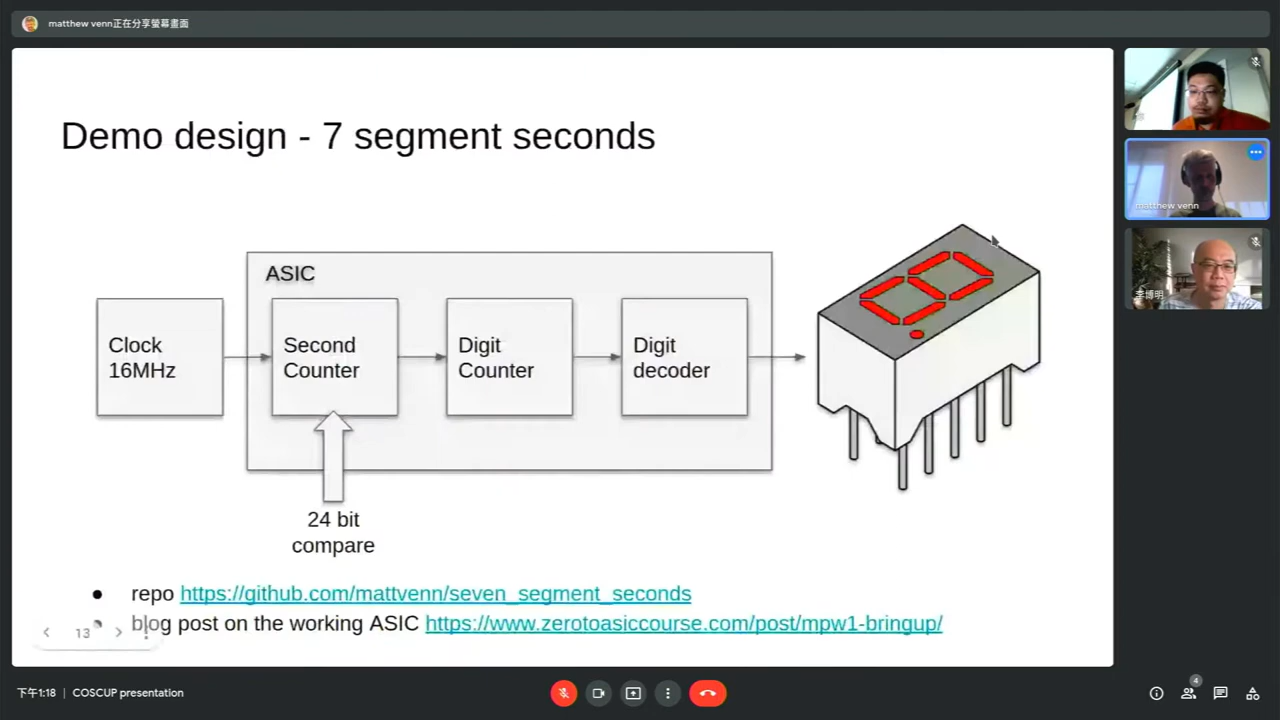 matthew venn正在分享螢幕畫面
Demo design - 7 segment seconds
ASIC
Clock
16MHz
Second
Counter
Digit
Counter
Digit
decoder
24 bit
compare
● repo https://github.com/mattvenn/seven_segment_seconds
● blog post on the working ASIC https://www.zerotoasiccourse.com/post/mpw1-bringup/
13
matthew venn
李博明
下午1:18 | COSCUP presentation
4